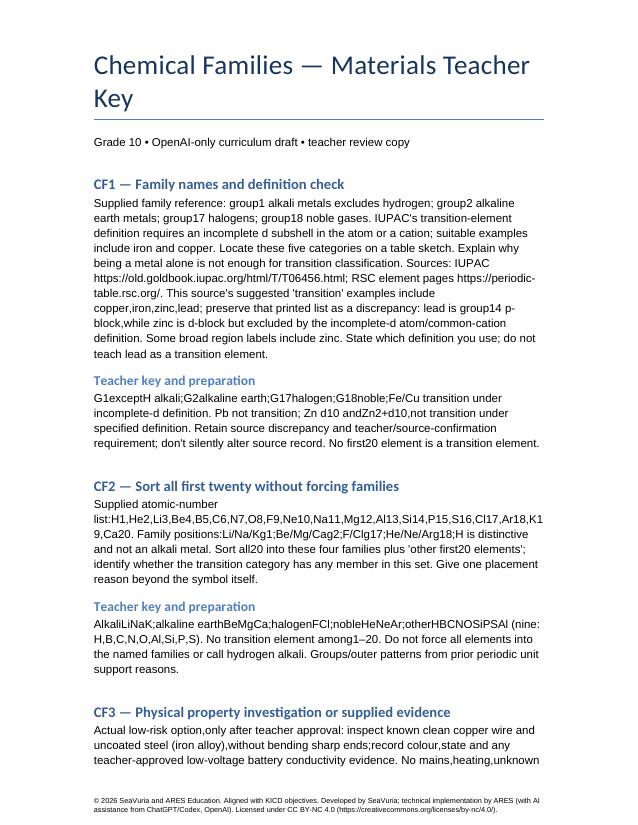 Chemical Families — Materials Teacher
Key
Grade 10 • OpenAI-only curriculum draft • teacher review copy
CF1 — Family names and definition check
Supplied family reference: group1 alkali metals excludes hydrogen; group2 alkaline
earth metals; group17 halogens; group18 noble gases. IUPAC's transition-element
definition requires an incomplete d subshell in the atom or a cation; suitable examples
include iron and copper. Locate these five categories on a table sketch. Explain why
being a metal alone is not enough for transition classification. Sources: IUPAC
https://old.goldbook.iupac.org/html/T/T06456.html; RSC element pages https://periodic-
table.rsc.org/. This source's suggested 'transition' examples include
copper,iron,zinc,lead; preserve that printed list as a discrepancy: lead is group14 p-
block,while zinc is d-block but excluded by the incomplete-d atom/common-cation
definition. Some broad region labels include zinc. State which definition you use; do not
teach lead as a transition element.
Teacher key and preparation
G1exceptH alkali;G2alkaline earth;G17halogen;G18noble;Fe/Cu transition under
incomplete-d definition. Pb not transition; Zn d10 andZn2+d10,not transition under
specified definition. Retain source discrepancy and teacher/source-confirmation
requirement; don't silently alter source record. No first20 element is a transition element.
CF2 — Sort all first twenty without forcing families
Supplied atomic-number
list:H1,He2,Li3,Be4,B5,C6,N7,O8,F9,Ne10,Na11,Mg12,Al13,Si14,P15,S16,Cl17,Ar18,K1
9,Ca20. Family positions:Li/Na/Kg1;Be/Mg/Cag2;F/Clg17;He/Ne/Arg18;H is distinctive
and not an alkali metal. Sort all20 into these four families plus 'other first20 elements';
identify whether the transition category has any member in this set. Give one placement
reason beyond the symbol itself.
Teacher key and preparation
AlkaliLiNaK;alkaline earthBeMgCa;halogenFCl;nobleHeNeAr;otherHBCNOSiPSAl (nine:
H,B,C,N,O,Al,Si,P,S). No transition element among1–20. Do not force all elements into
the named families or call hydrogen alkali. Groups/outer patterns from prior periodic unit
support reasons.
CF3 — Physical property investigation or supplied evidence
Actual low-risk option,only after teacher approval: inspect known clean copper wire and
uncoated steel (iron alloy),without bending sharp ends;record colour,state and any
teacher-approved low-voltage battery conductivity evidence. No mains,heating,unknown
© 2026 SeaVuria and ARES Education. Aligned with KICD objectives. Developed by SeaVuria; technical implementation by ARES (with AI
assistance from ChatGPT/Codex, OpenAI). Licensed under CC BY-NC 4.0 (https://creativecommons.org/licenses/by-nc/4.0/).